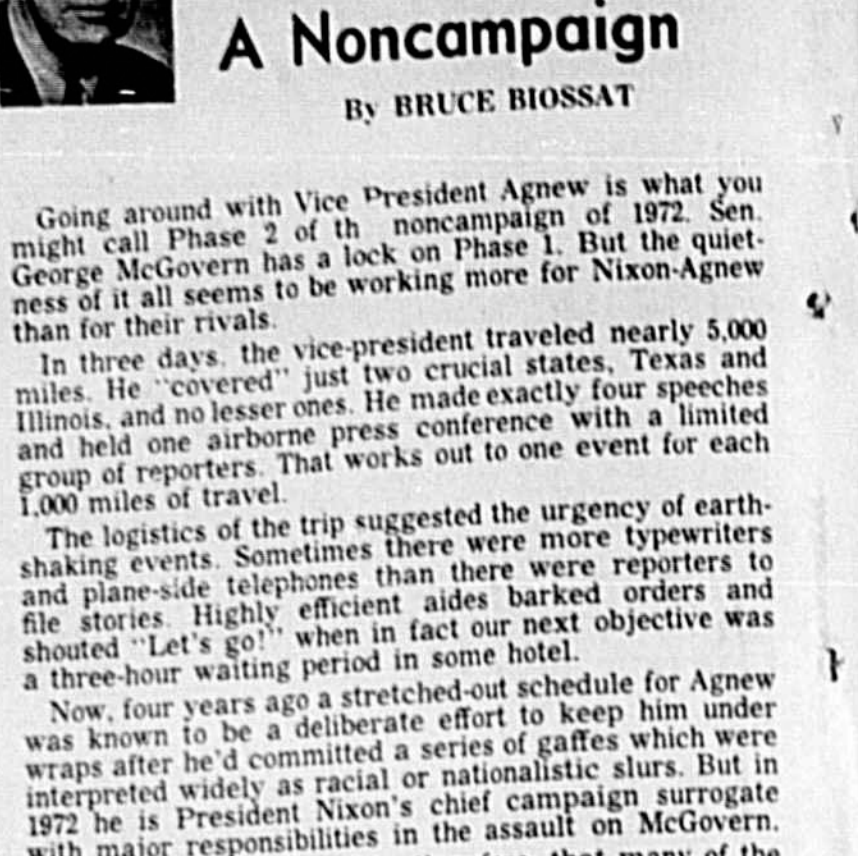 A Noncampaign
By BRUCE BIOSSAT
Going around with Vice President Agnew is what you
might call Phase 2 of th noncampaign of 1972. Sen.
George McGovern has a lock on Phase 1. But the quiet-
ness of it all seems to be working more for Nixon-Agnew
than for their rivals.
In three days, the vice-president traveled nearly 5,000
miles. He "covered" just two crucial states, Texas and
Illinois, and no lesser ones. He made exactly four speeches
and held one airborne press conference with a limited
group of reporters. That works out to one event for each
1,000 miles of travel.
The logistics of the trip suggested the urgency of earth-
shaking events. Sometimes there were more typewriters
and plane-side telephones than there were reporters to
file stories. Highly efficient aides barked orders and
shouted "Let's go!" when in fact our next objective was
a three-hour waiting period in some hotel.
Now, four years ago a stretched-out schedule for Agnew
was known to be a deliberate effort to keep him under
wraps after he'd committed a series of gaffes which were
interpreted widely as racial or nationalistic slurs. But in
1972 he is President Nixon's chief campaign surrogate
with major responsibilities in the assault on McGovern.
that many of the